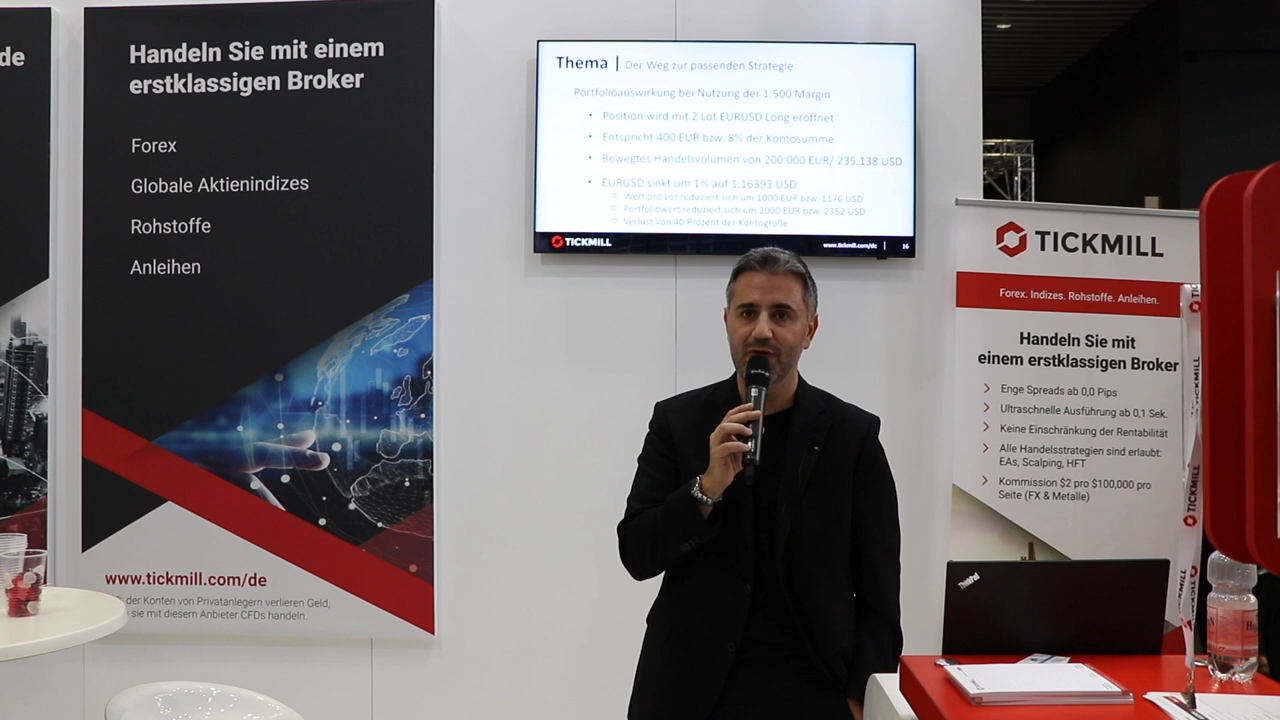 de
Handeln Sie mit einem
erstklassigen Broker
Forex
Globale Aktienindizes
Rohstoffe
Anleihen
www.tickmill.com/de
der Konten von Privatanlegern verlieren Geld,
sie mit diesem Anbieter CFDs handeln.
Thema | Der Weg zur passenden Strategie
Portfolioauswirkung bei Nutzung der 1:500 Margin
• Position wird mit 2 Lot EURUSD Long eröffnet
• Entspricht 400 EUR bzw. 8% der Kontosumme
• Bewegtes Handelsvolumen von 200.000 EUR/ 235.138 USD
• EURUSD sinkt um 1% auf 1,16393 USD
⇨ Wert pro Lot reduziert sich um 1000 EUR bzw. 1176 USD
⇨ Portfoliowert reduziert sich um 2000 EUR bzw. 2352 USD
⇨ Verlust von 40 Prozent der Kontogröße
TICKMILL
www.tickmill.com/de | 16
TICKMILL
Forex. Indizes. Rohstoffe. Anleihen.
Handeln Sie mit
einem erstklassigen Broker
Enge Spreads ab 0,0 Pips
Ultraschnelle Ausführung ab 0,1 Sek.
Keine Einschränkung der Rentabilität
Alle Handelsstrategien sind erlaubt:
EAs, Scalping, HFT
Kommission $2 pro $100,000 pro
Seite (FX & Metalle)
TICKMILL
TICKMILL
ThinkPad